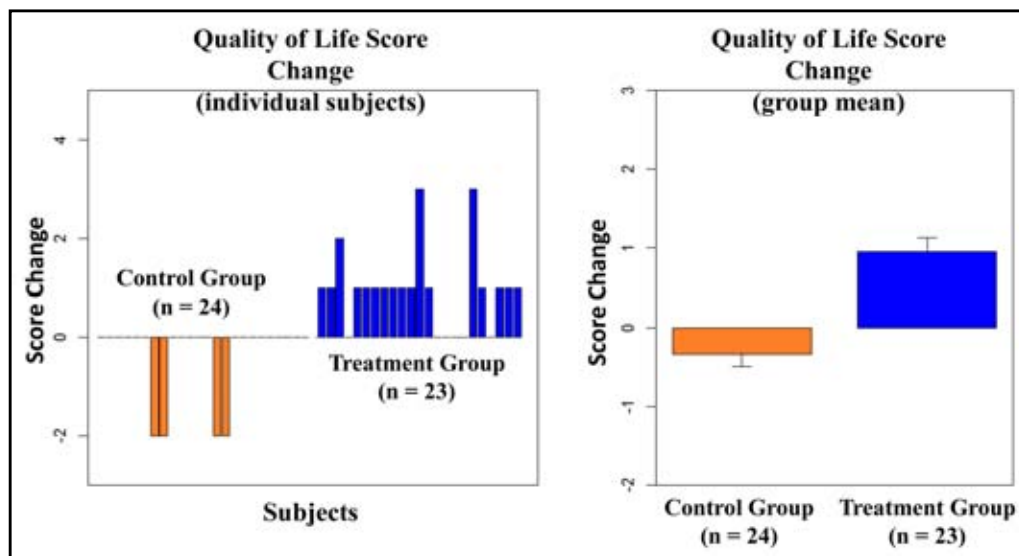 Quality of Life Score
Change
(individual subjects)
Score Change
4
2
0
-2
Control Group
(n = 24)
Treatment Group
(n = 23)
Subjects
Quality of Life Score
Change
(group mean)
Score Change
3
2
1
0
-1
-2
Control Group
(n = 24)
Treatment Group
(n = 23)